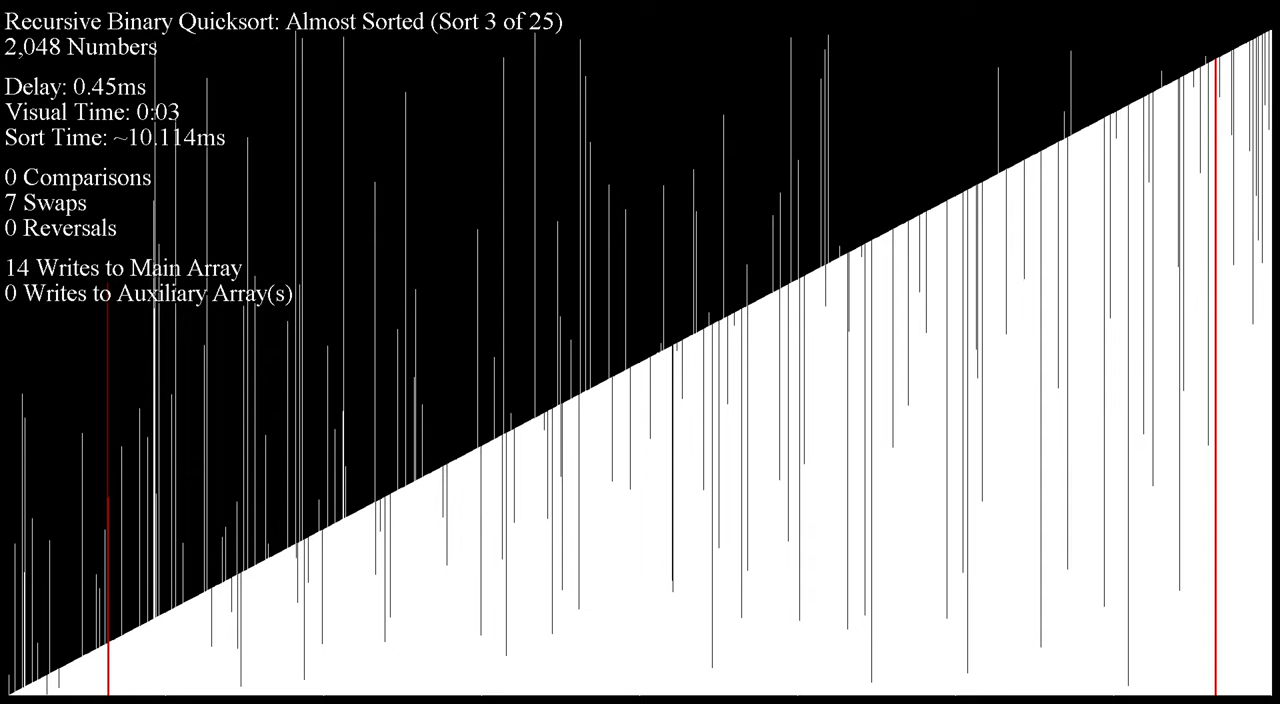 Recursive Binary Quicksort: Almost Sorted (Sort 3 of 25)
2,048 Numbers
Delay: 0.45ms
Visual Time: 0:03
Sort Time: ~10.114ms
0 Comparisons
7 Swaps
0 Reversals
14 Writes to Main Array
0 Writes to Auxiliary Array(s)